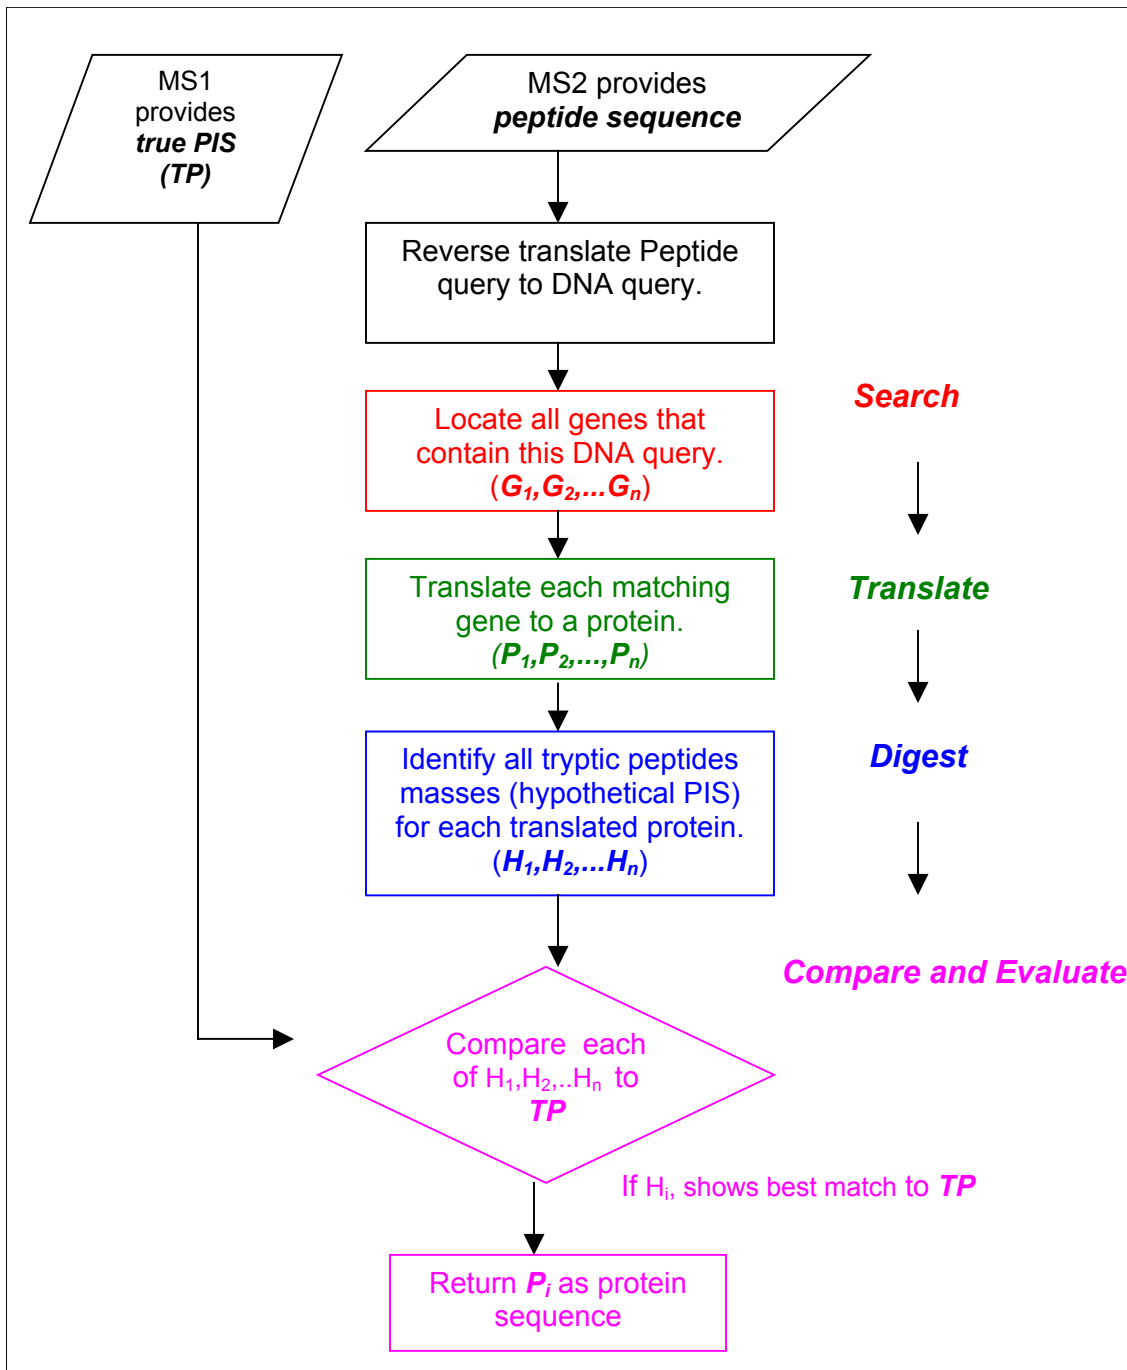 MS1
provides
true PIS
(TP)
MS2 provides
peptide sequence
Reverse translate Peptide
query to DNA query.
Locate all genes that
contain this DNA query.
(G1,G2,...Gn)
Search
Translate each matching
gene to a protein.
(P1,P2,...,Pn)
Translate
Identify all tryptic peptides
masses (hypothetical PIS)
for each translated protein.
(H1,H2,...Hn)
Digest
Compare and Evaluate
Compare each
of H1,H2,..Hn to
TP
If Hi, shows best match to TP
Return Pi as protein
sequence